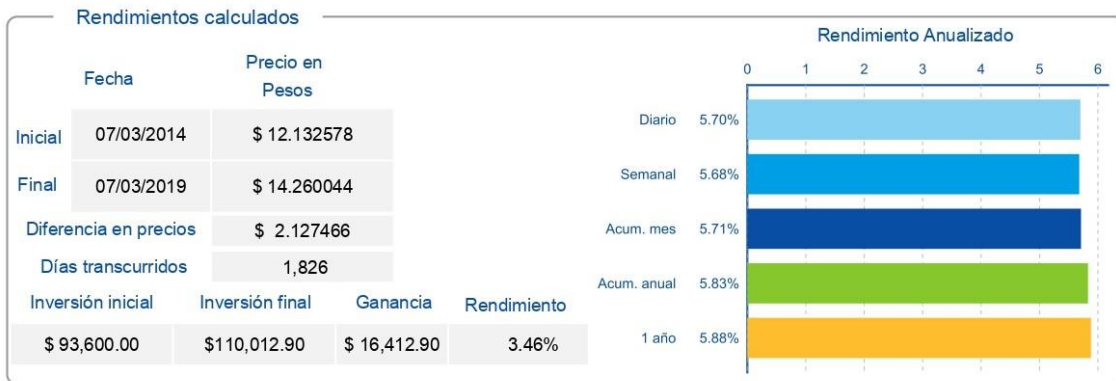 Rendimientos calculados
Fecha Precio en Pesos
Inicial 07/03/2014 $ 12.132578
Final 07/03/2019 $ 14.260044
Diferencia en precios $ 2.127466
Días transcurridos 1,826
Inversión inicial Inversión final Ganancia Rendimiento
$ 93,600.00 $110,012.90 $ 16,412.90 3.46%
Rendimiento Anualizado
0 1 2 3 4 5 6
Diario 5.70%
Semanal 5.68%
Acum. mes 5.71%
Acum. anual 5.83%
1 año 5.88%